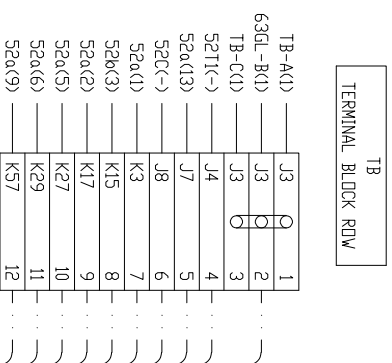 TB
TERMINAL BLOCK ROW
TB-A(1) J3 1
63GL-B(1) J3 2
TB-C(1) J3 3
52T1(-) J4 4
52a(13) J7 5
52C(-) J8 6
52a(1) K3 7
52b(3) K15 8
52a(2) K17 9
52a(5) K27 10
52a(6) K29 11
52a(9) K57 12